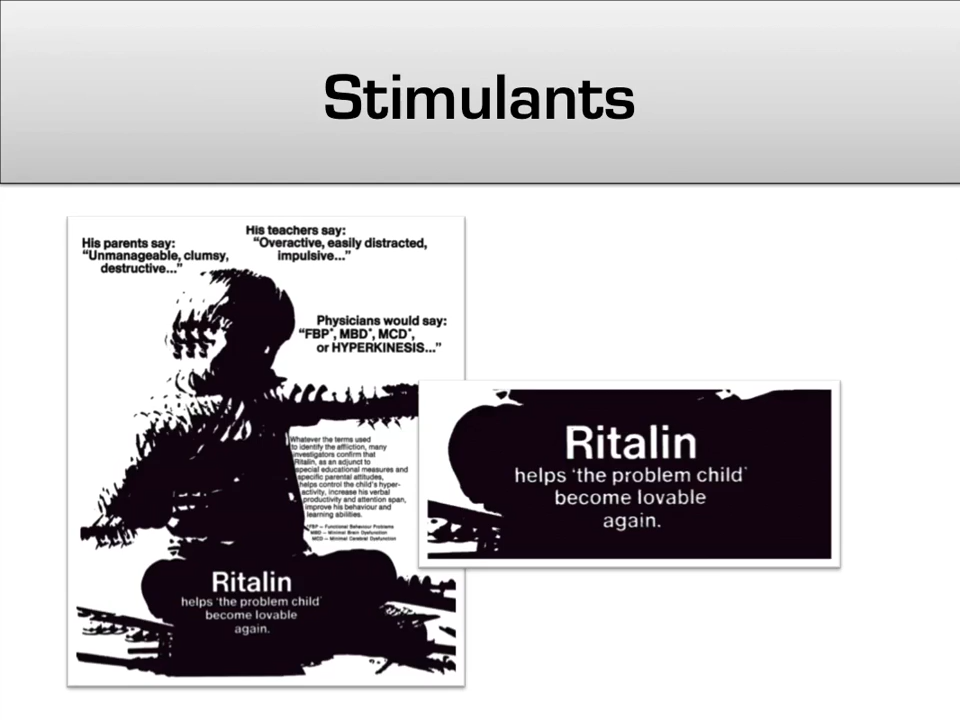 Stimulants
His parents say:
“Unmanageable, clumsy,
destructive...”
His teachers say:
“Overactive, easily distracted,
impulsive...”
Physicians would say:
“FBP*, MBD*, MCD*,
or HYPERKINESIS...”
Whatever the terms used
to identify the affliction, many
investigators confirm that
Ritalin, as an adjunct to
special educational measures and
specific parental attitudes,
helps control the child's hyper-
activity, increase his verbal
productivity and attention span,
improve his behaviour and
learning abilities.
*FBP — Functional Behaviour Problems
MBD — Minimal Brain Dysfunction
MCD — Minimal Cerebral Dysfunction
Ritalin
helps ‘the problem child’
become lovable
again.
Ritalin
helps ‘the problem child’
become lovable
again.